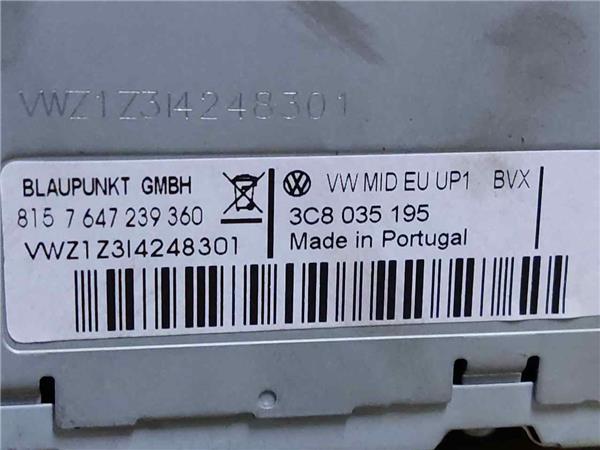 VWZ1Z3I4248301
BLAUPUNKT GMBH
815 7 647 239 360
VWZ1Z3I4248301
VW MID EU UP1 BVX
3C8 035 195
Made in Portugal